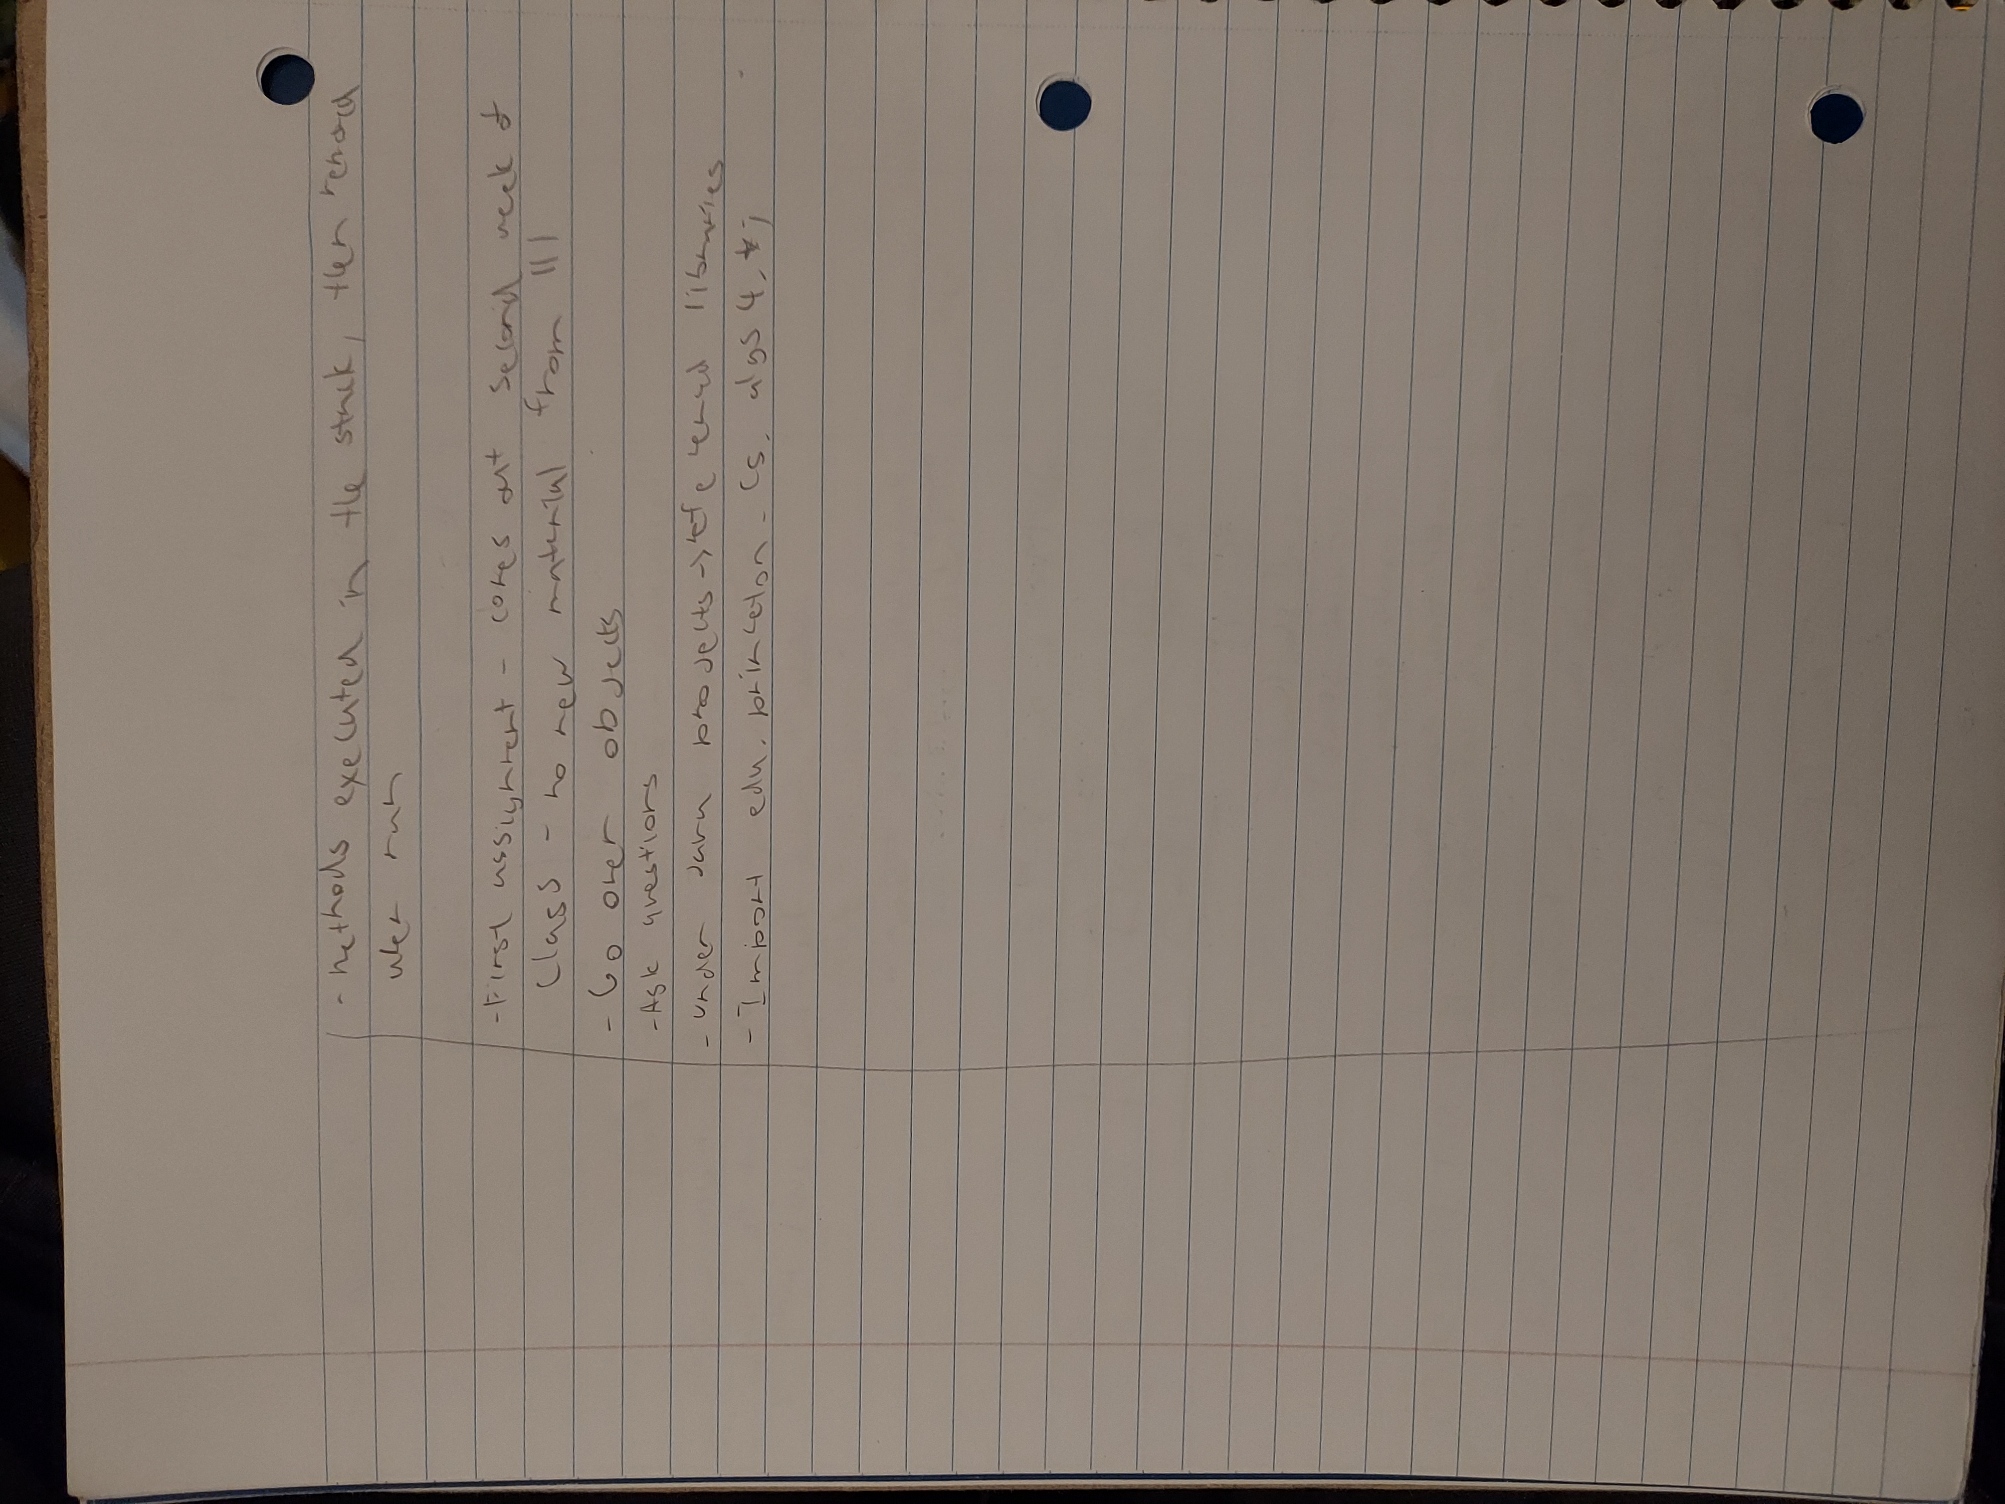 - methods executed in the stack, then removed
when run
- First assignment - comes out second week of
class - no new material from 111
- Go over objects
- Ask questions
- under Java projects -> referenced libraries
- Import edu.princeton.cs.algs4.*;